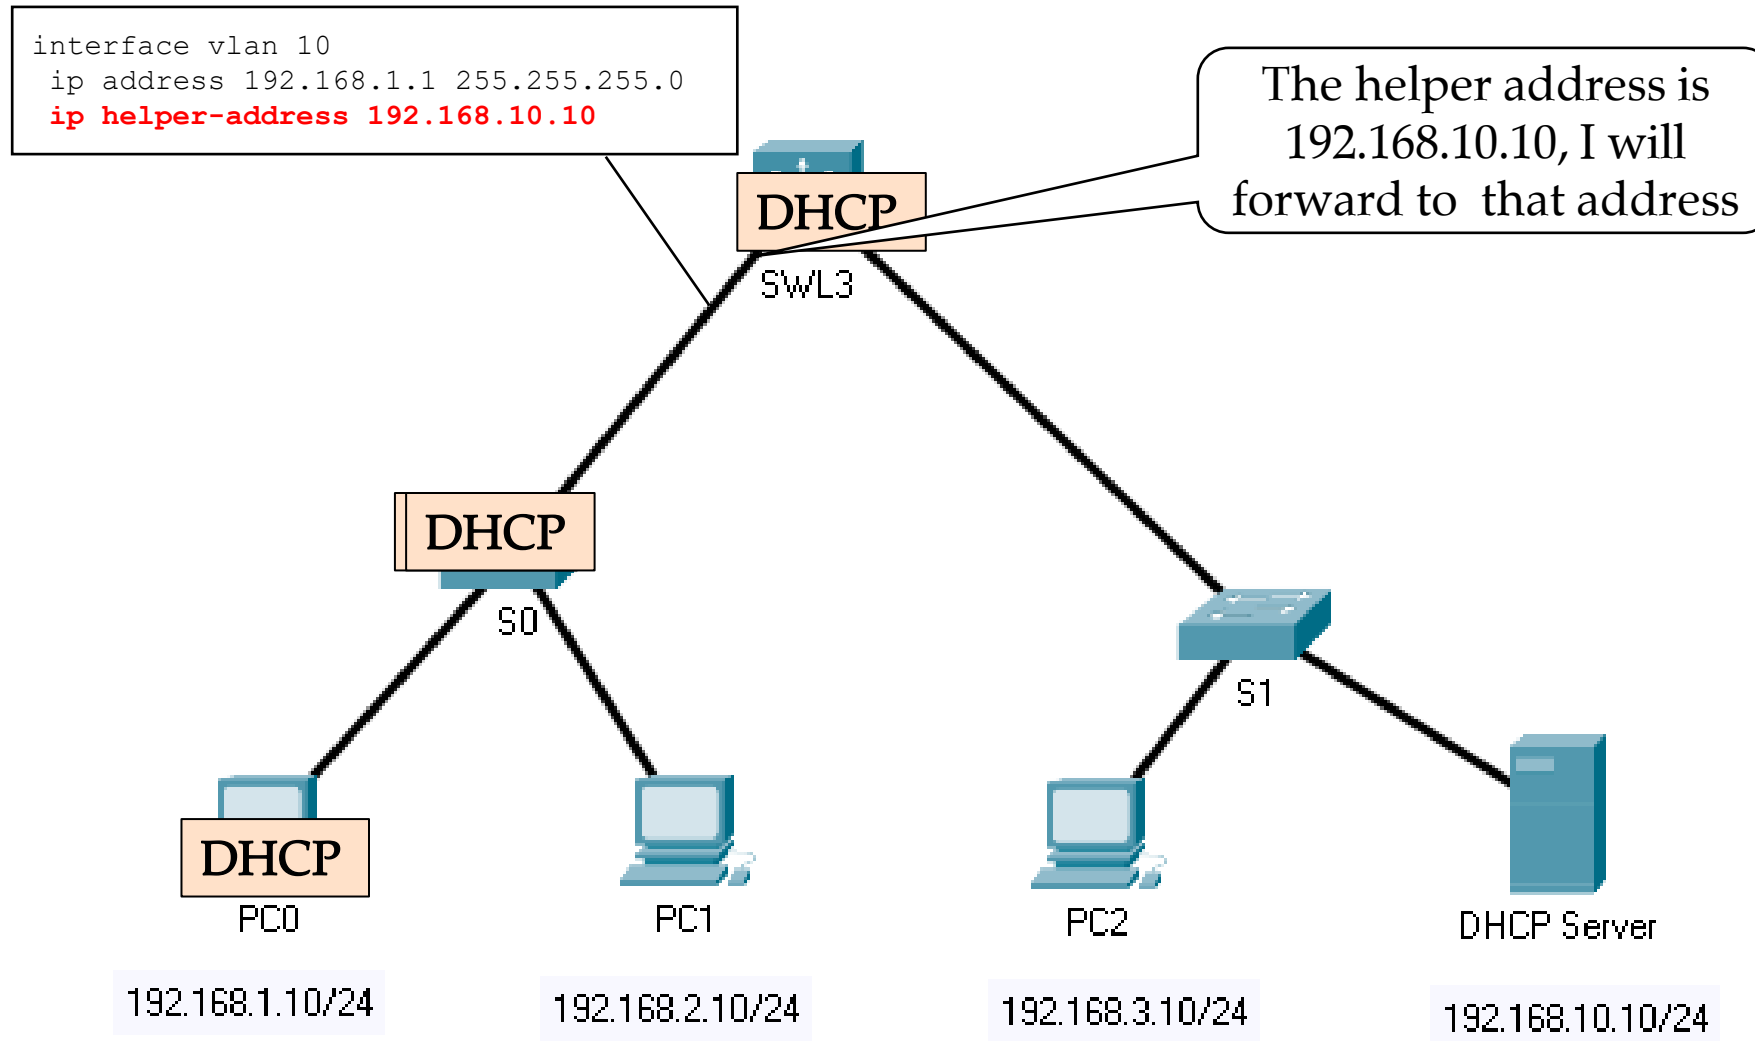 interface vlan 10
ip address 192.168.1.1 255.255.255.0
ip helper-address 192.168.10.10
The helper address is
192.168.10.10, I will
forward to that address
DHCP
SWL3
DHCP
S0
S1
DHCP
PC0
PC1
PC2
DHCP Server
192.168.1.10/24
192.168.2.10/24
192.168.3.10/24
192.168.10.10/24